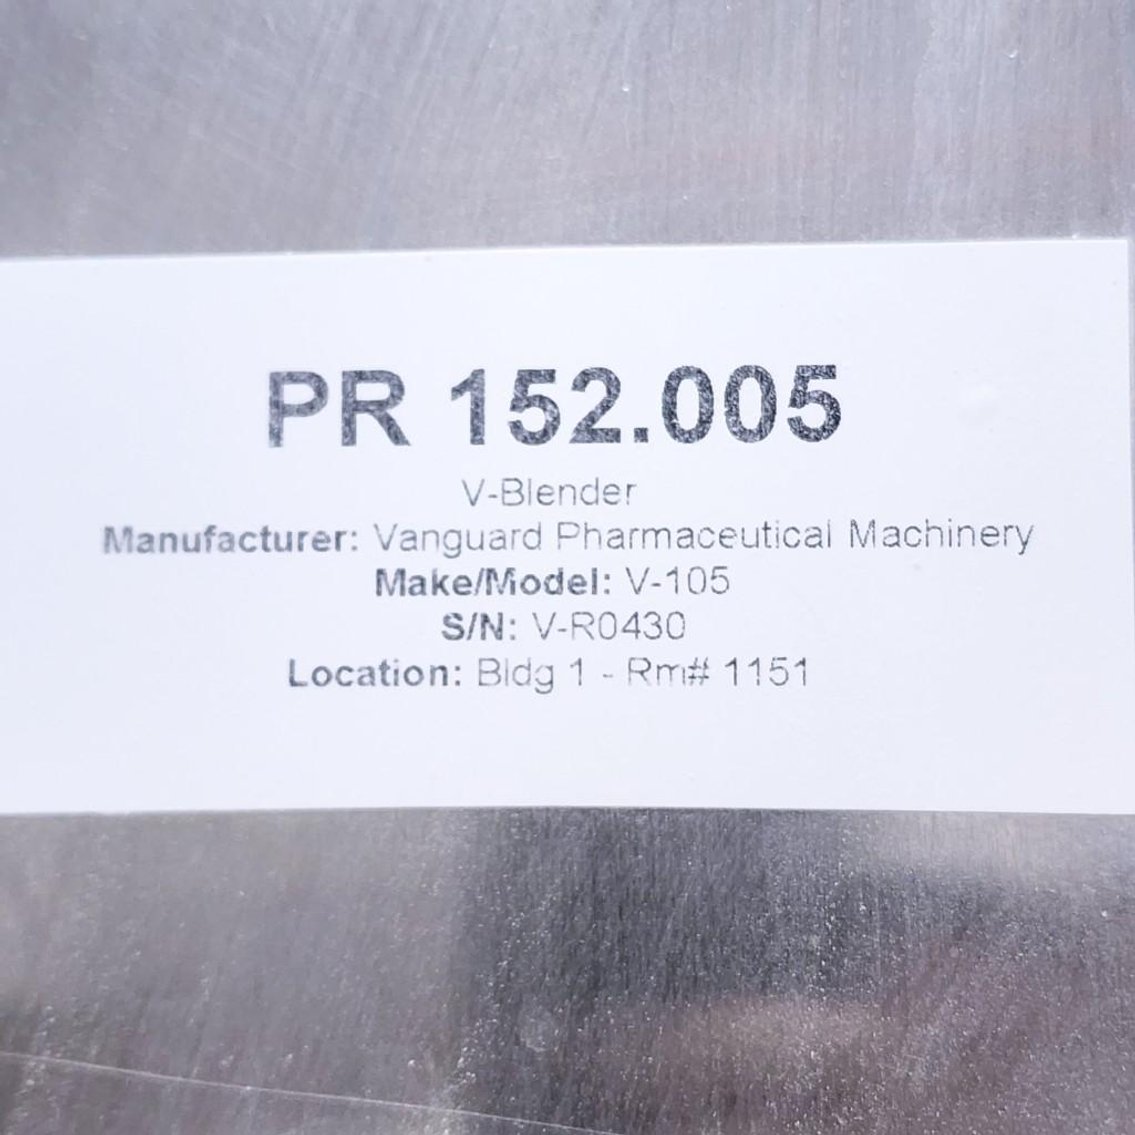 PR 152.005
V-Blender
Manufacturer: Vanguard Pharmaceutical Machinery
Make/Model: V-105
S/N: V-R0430
Location: Bldg 1 - Rm# 1151